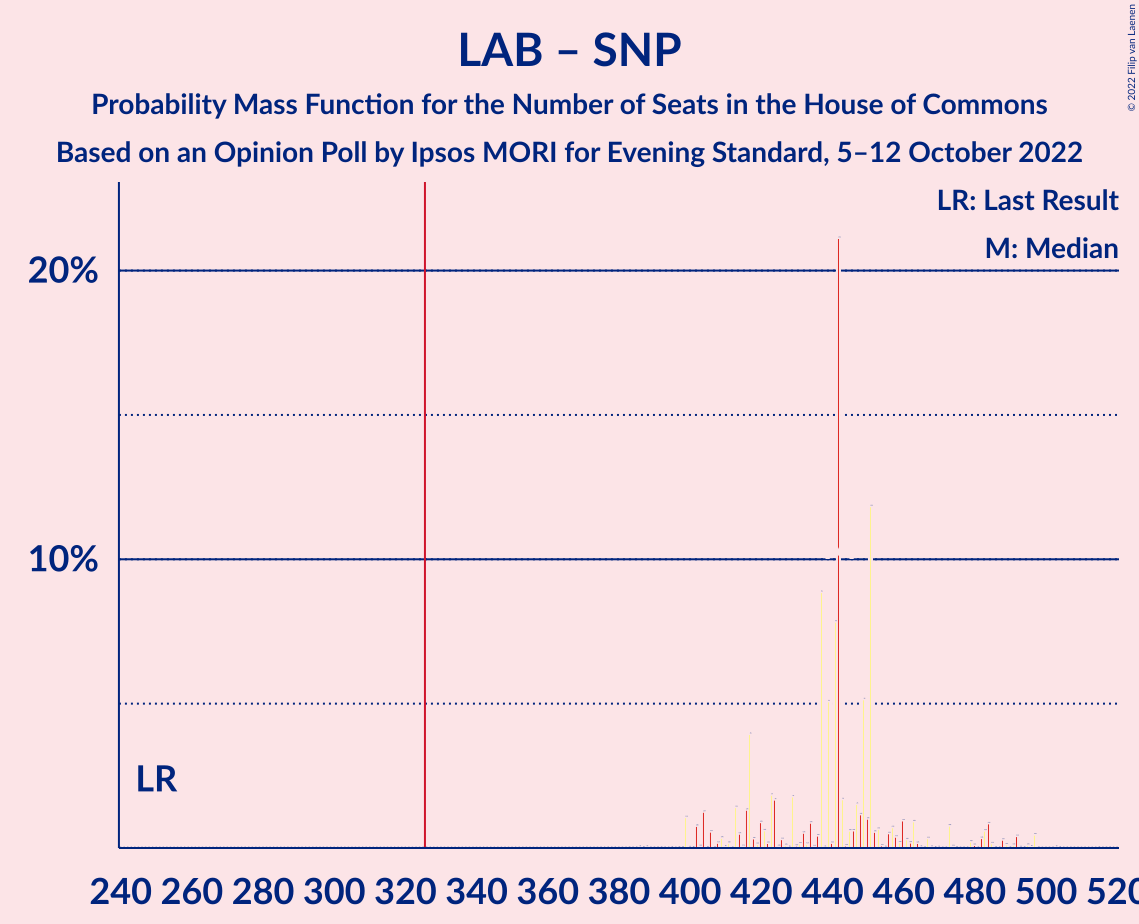 LAB – SNP
Probability Mass Function for the Number of Seats in the House of Commons
Based on an Opinion Poll by Ipsos MORI for Evening Standard, 5–12 October 2022
© 2022 Filip van Laenen
LR: Last Result
M: Median
20%
10%
LR
240 260 280 300 320 340 360 380 400 420 440 460 480 500 520